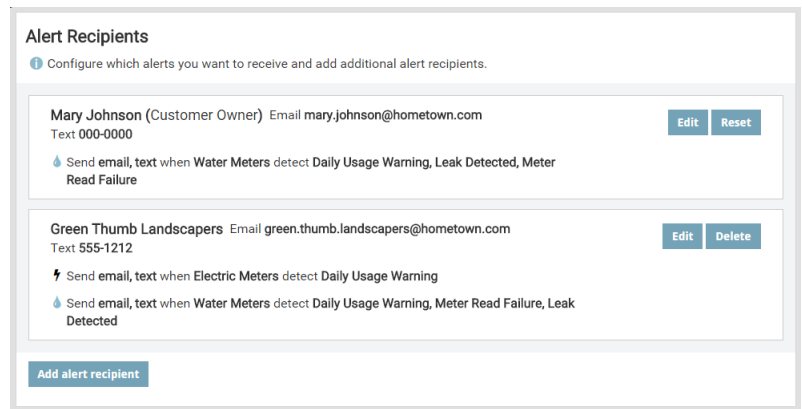 Alert Recipients
Configure which alerts you want to receive and add additional alert recipients.
Mary Johnson (Customer Owner) Email mary.johnson@hometown.com
Text 000-0000
Edit Reset
Send email, text when Water Meters detect Daily Usage Warning, Leak Detected, Meter
Read Failure
Green Thumb Landscapers Email green.thumb.landscapers@hometown.com
Text 555-1212
Edit Delete
Send email, text when Electric Meters detect Daily Usage Warning
Send email, text when Water Meters detect Daily Usage Warning, Meter Read Failure, Leak
Detected
Add alert recipient